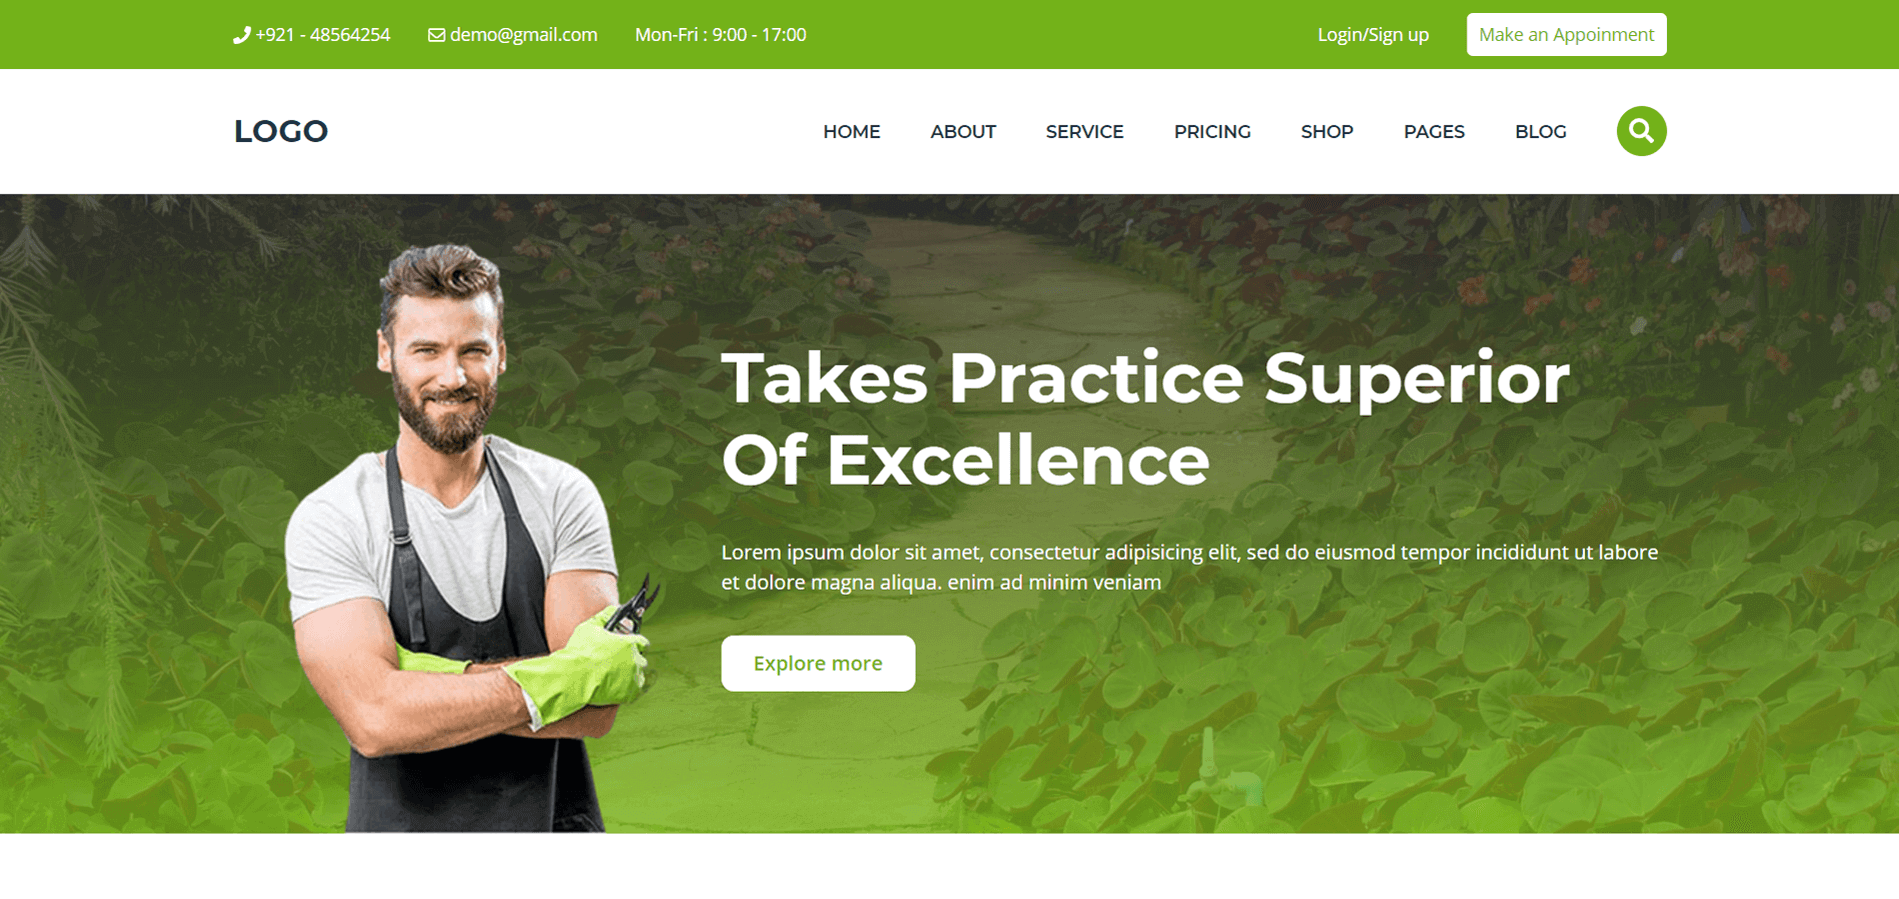 +921 - 48564254
demo@gmail.com
Mon-Fri : 9:00 - 17:00
Login/Sign up
Make an Appoinment
LOGO
HOME
ABOUT
SERVICE
PRICING
SHOP
PAGES
BLOG
Takes Practice Superior
Of Excellence
Lorem ipsum dolor sit amet, consectetur adipisicing elit, sed do eiusmod tempor incididunt ut labore
et dolore magna aliqua. enim ad minim veniam
Explore more